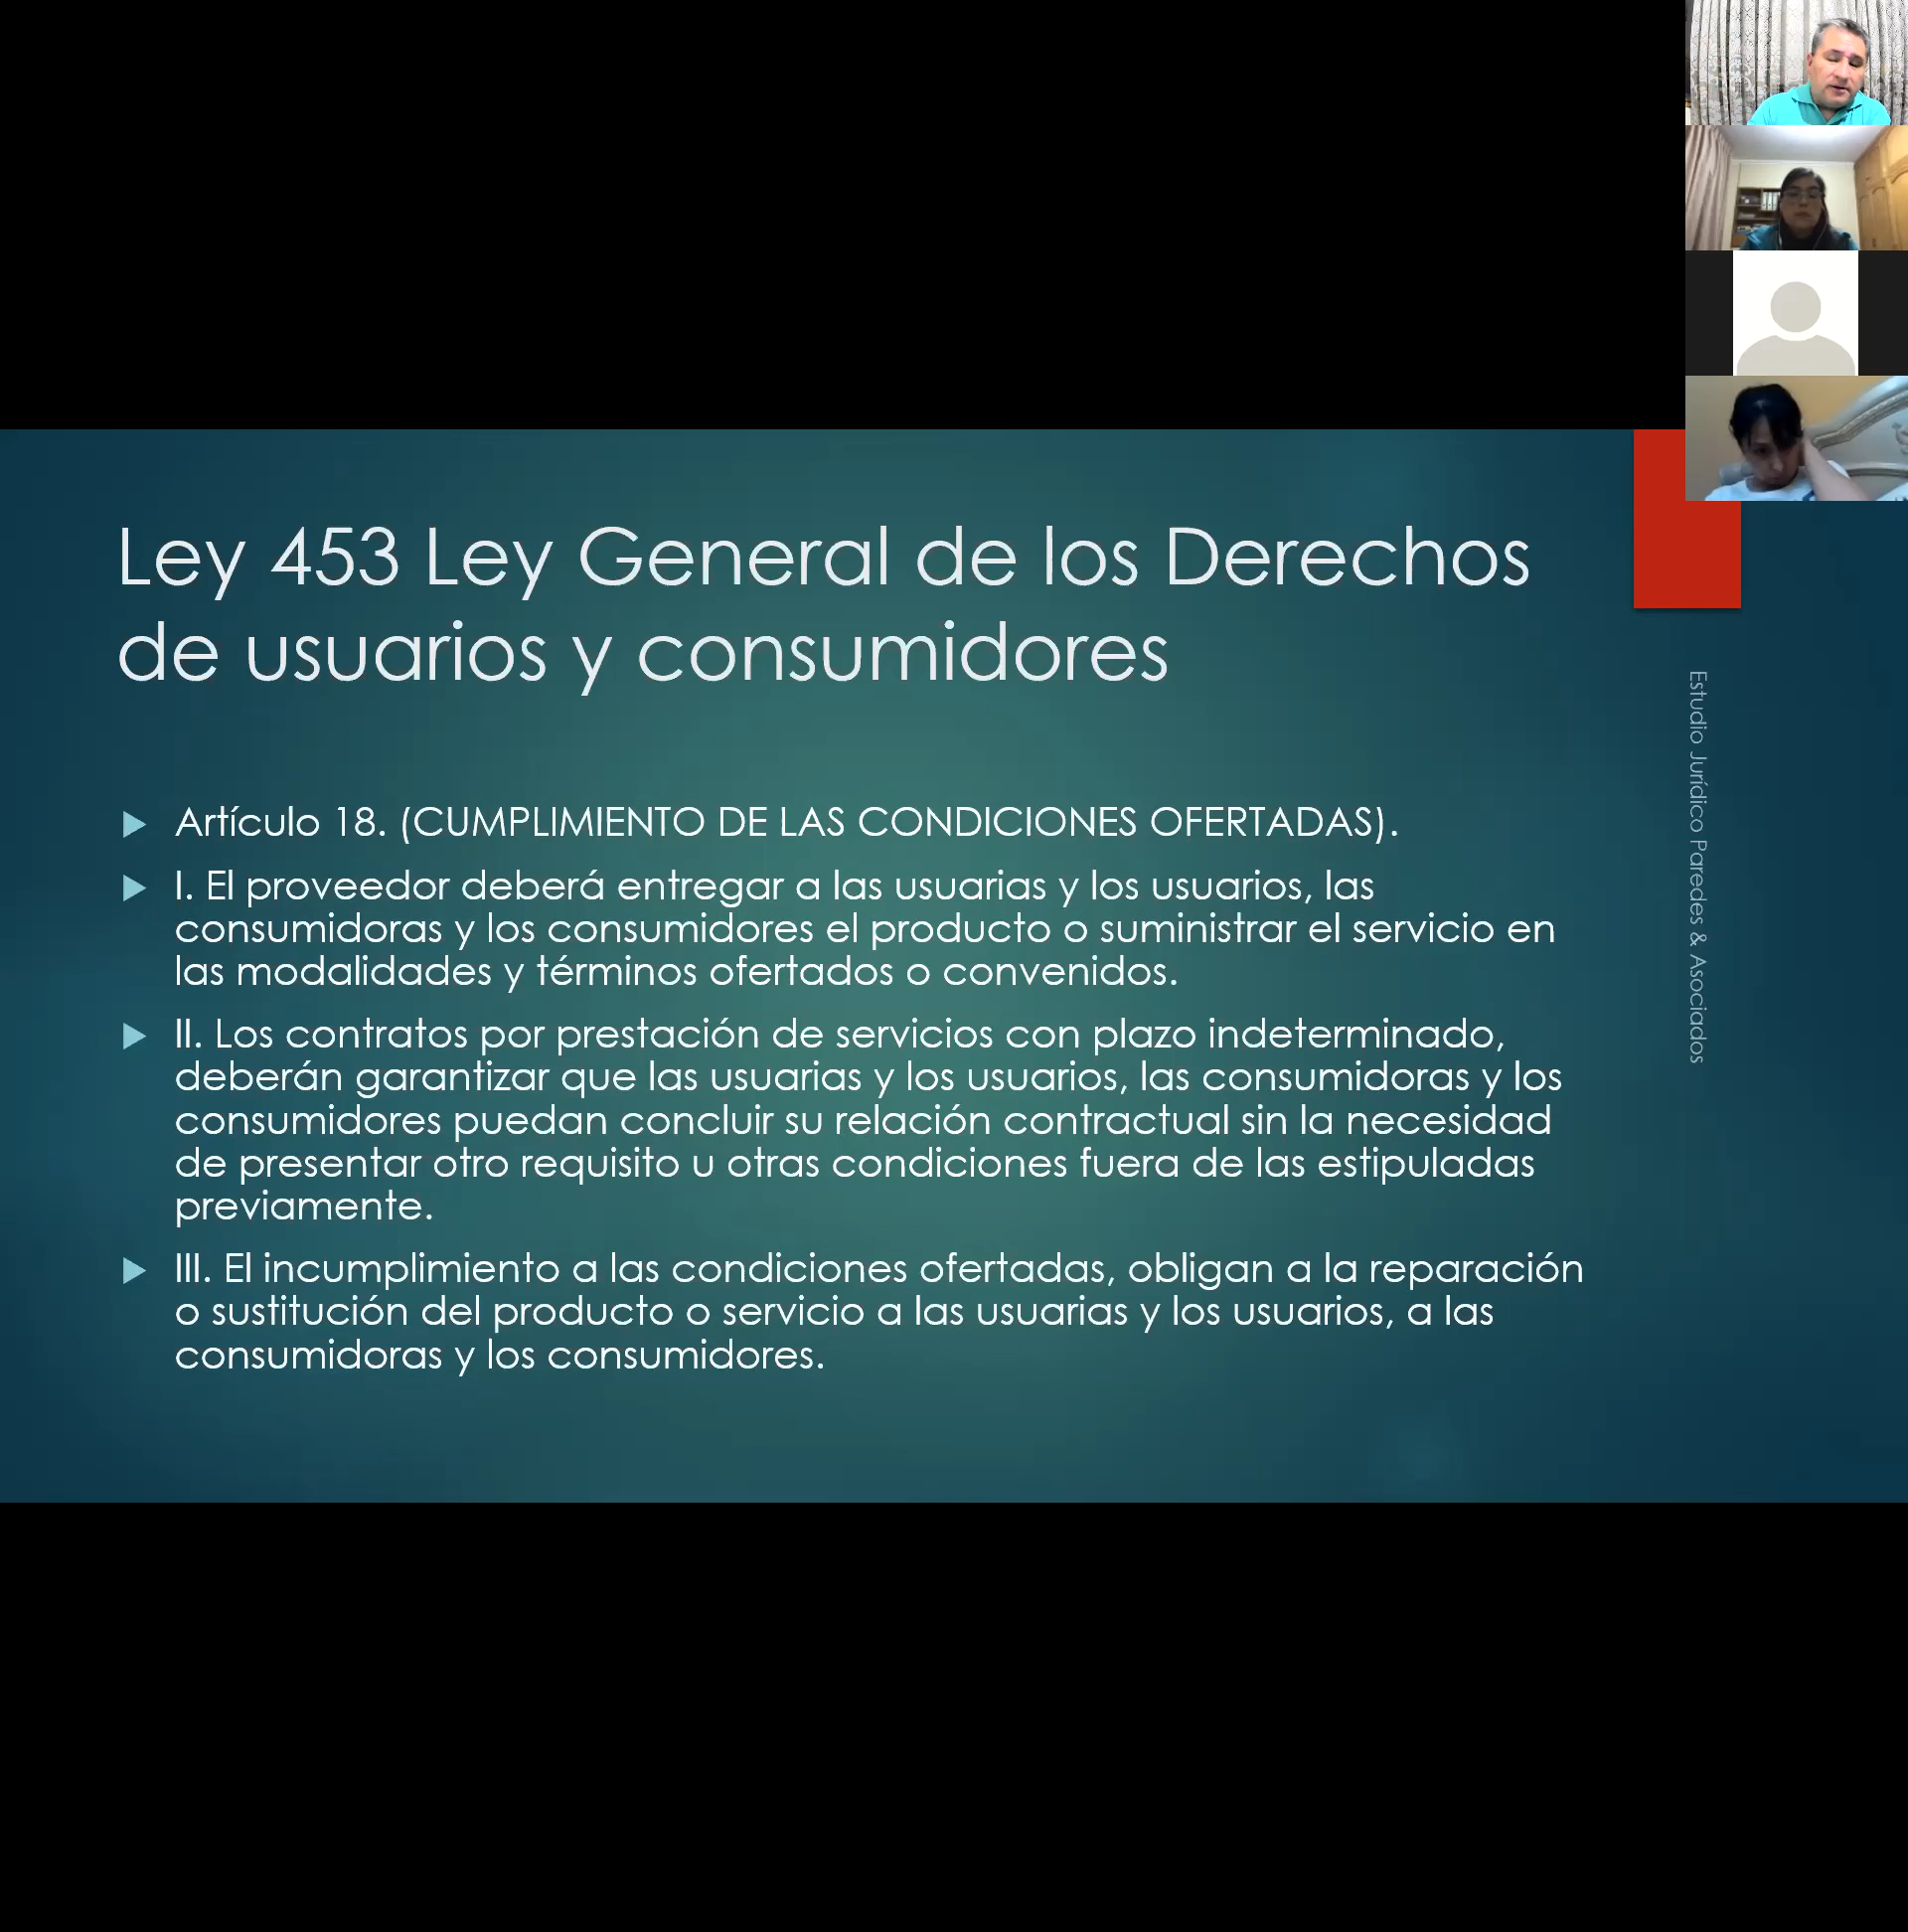 Ley 453 Ley General de los Derechos
de usuarios y consumidores
Artículo 18. (CUMPLIMIENTO DE LAS CONDICIONES OFERTADAS).
I. El proveedor deberá entregar a las usuarias y los usuarios, las
consumidoras y los consumidores el producto o suministrar el servicio en
las modalidades y términos ofertados o convenidos.
II. Los contratos por prestación de servicios con plazo indeterminado,
deberán garantizar que las usuarias y los usuarios, las consumidoras y los
consumidores puedan concluir su relación contractual sin la necesidad
de presentar otro requisito u otras condiciones fuera de las estipuladas
previamente.
III. El incumplimiento a las condiciones ofertadas, obligan a la reparación
o sustitución del producto o servicio a las usuarias y los usuarios, a las
consumidoras y los consumidores.
Estudio Jurídico Paredes & Asociados